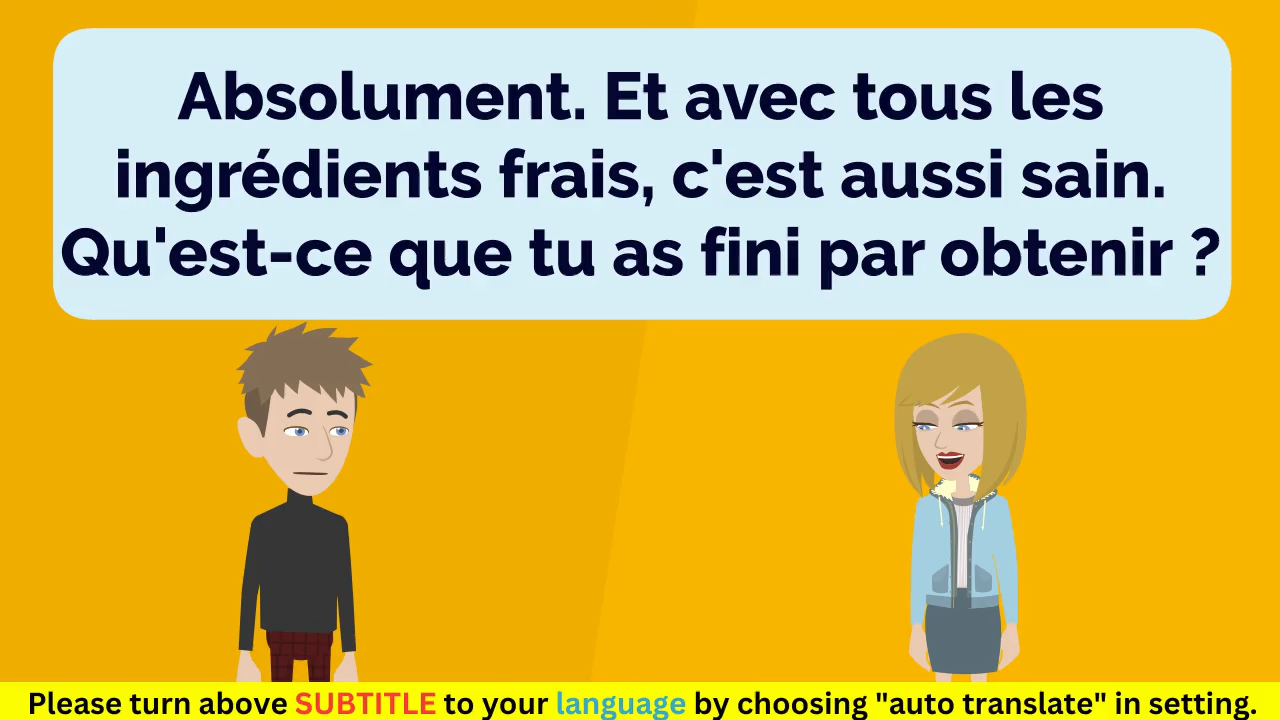 Absolument. Et avec tous les
ingrédients frais, c'est aussi sain.
Qu'est-ce que tu as fini par obtenir ?
Please turn above SUBTITLE to your language by choosing "auto translate" in setting.